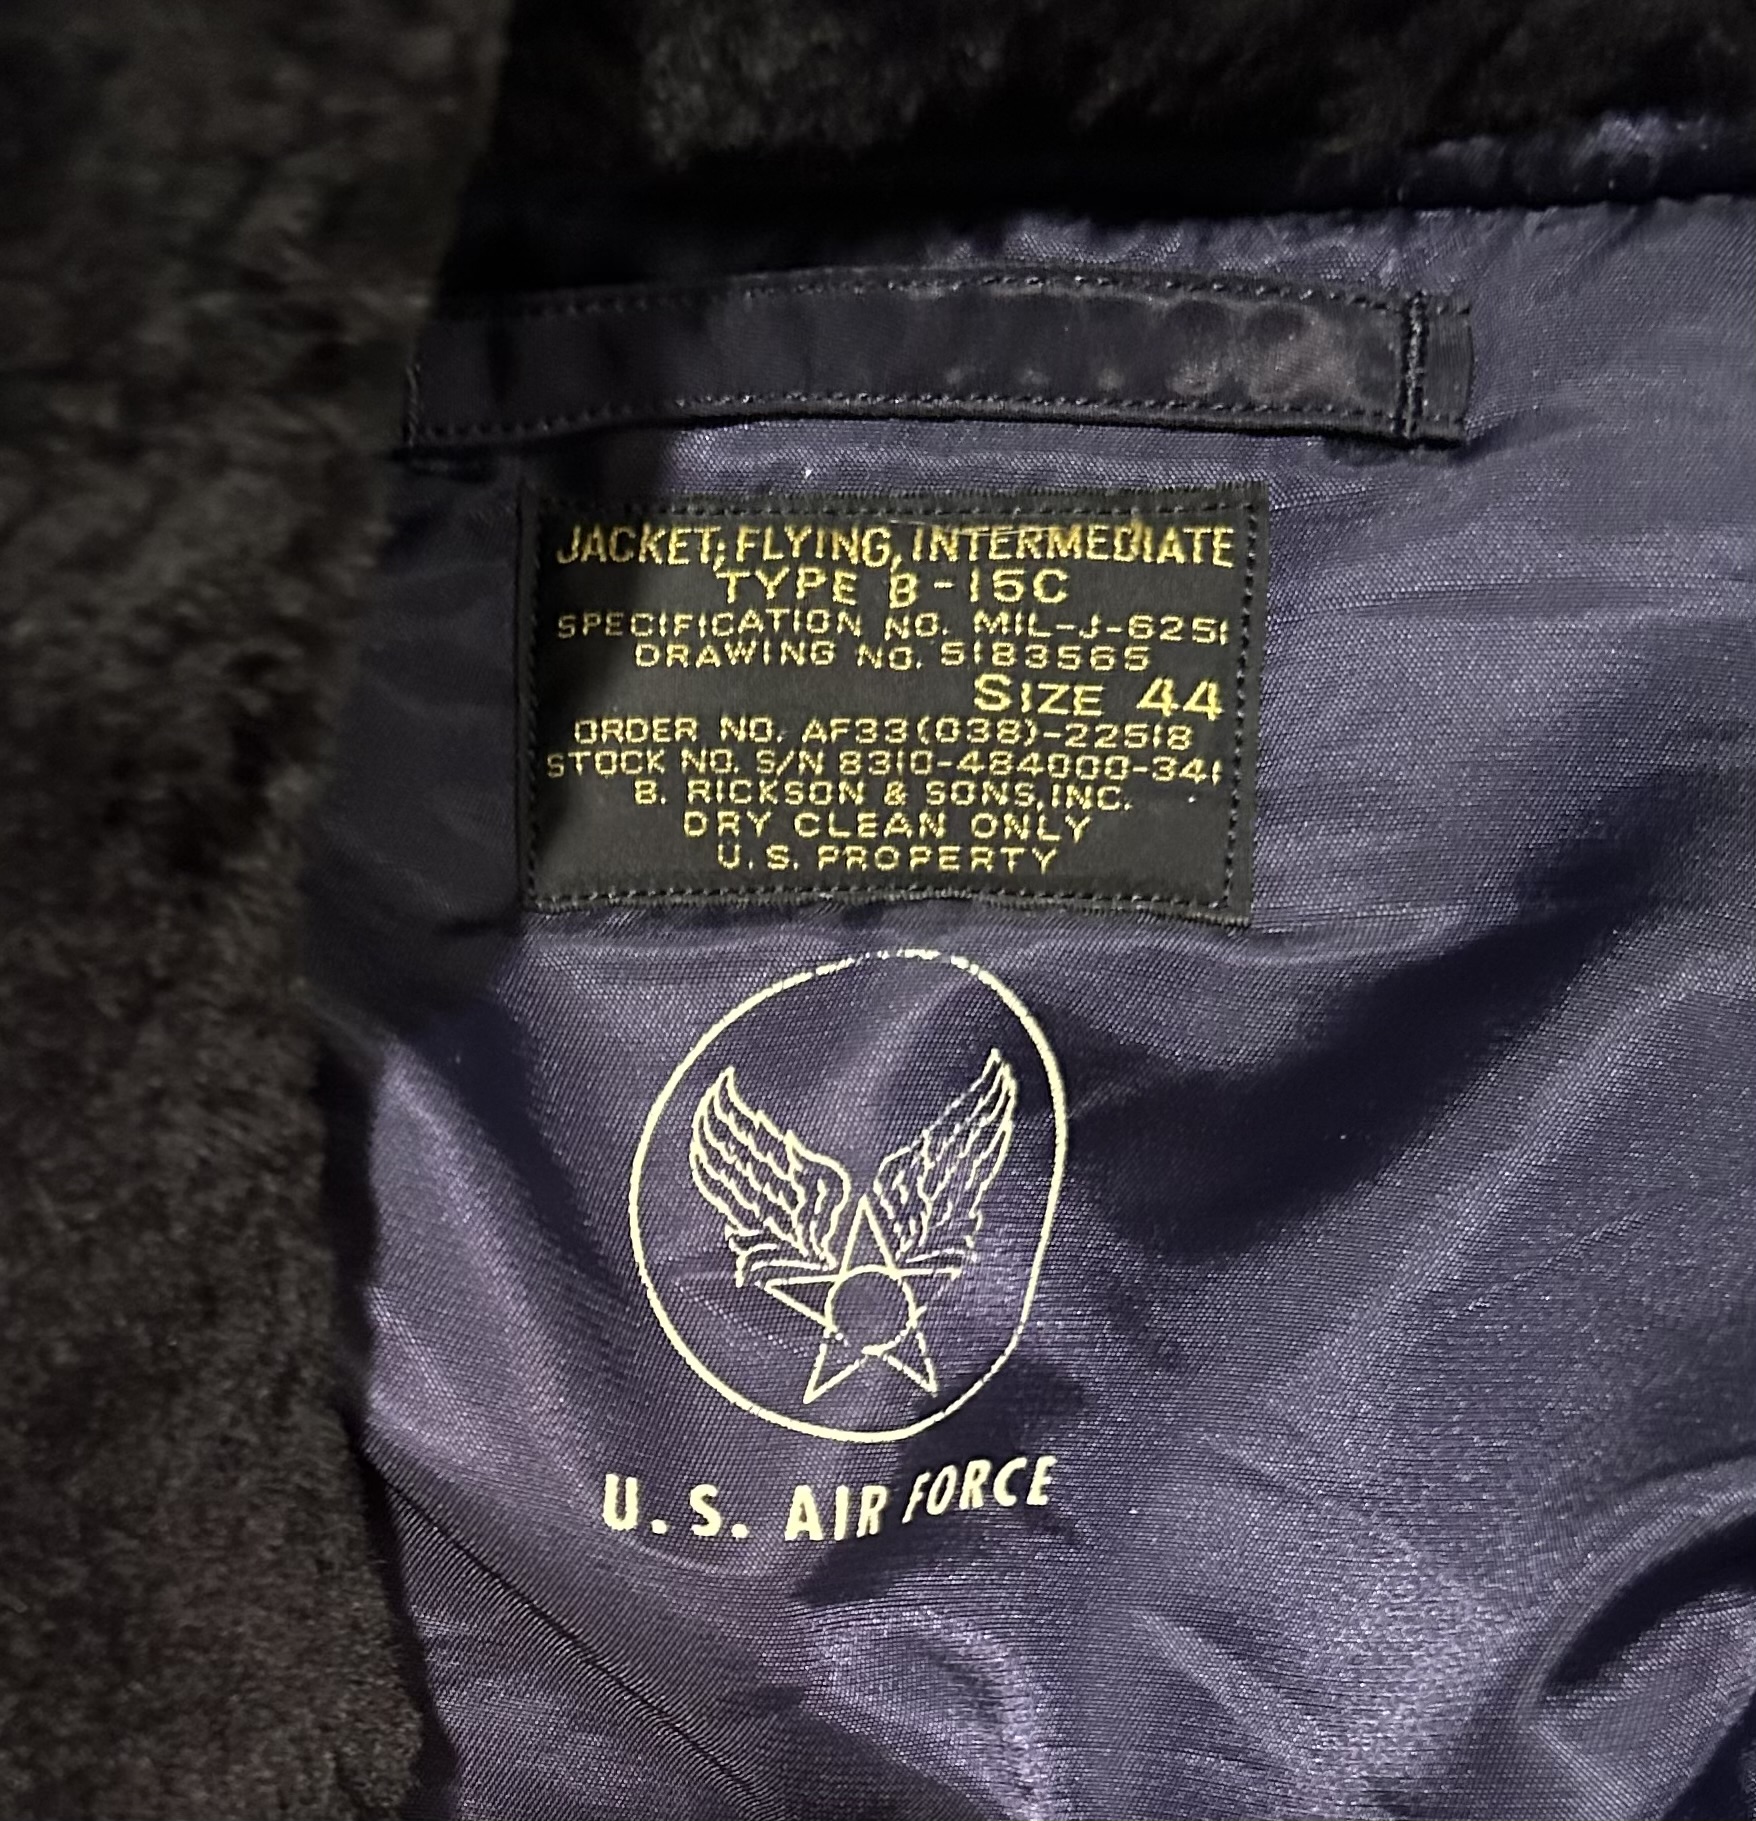 JACKET, FLYING, INTERMEDIATE
TYPE B-15C
SPECIFICATION NO. MIL-J-6251
DRAWING NO. 5183565
SIZE 44
ORDER NO. AF33(038)-22518
STOCK NO. S/N 8310-484000-341
B. RICKSON & SONS, INC.
DRY CLEAN ONLY
U.S. PROPERTY
U.S. AIR FORCE